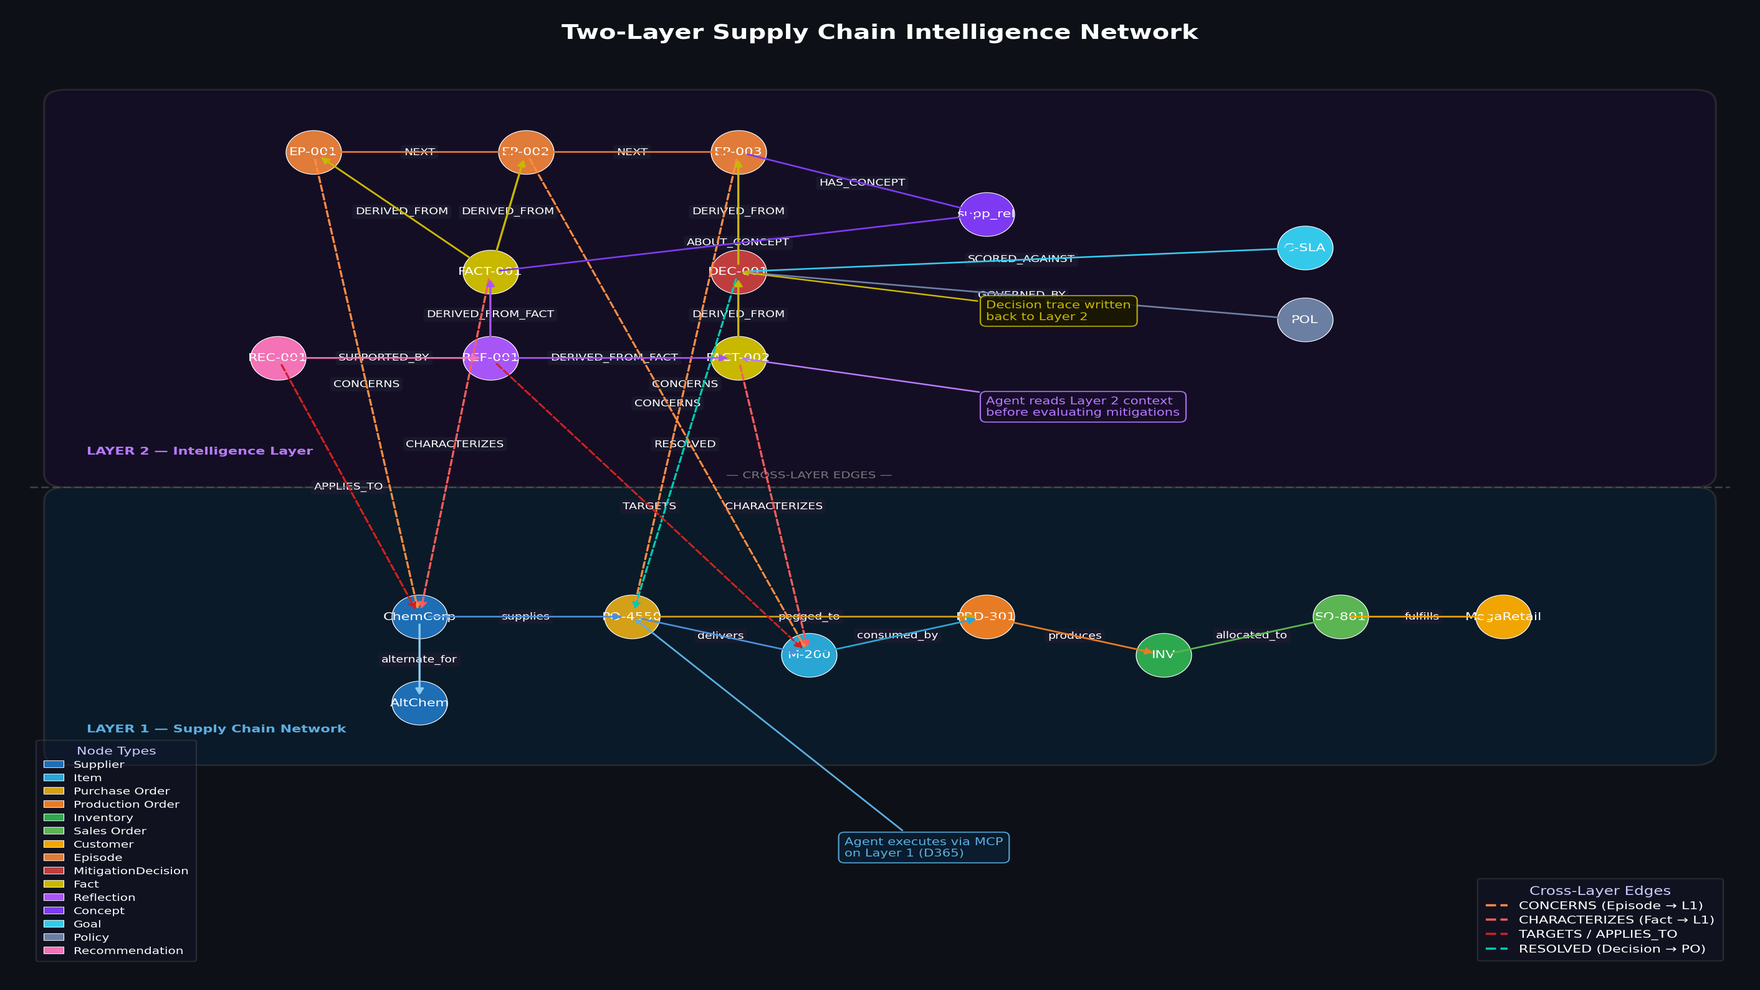 Two-Layer Supply Chain Intelligence Network
EP-001
NEXT
EP-002
NEXT
EP-003
HAS_CONCEPT
DERIVED_FROM
DERIVED_FROM
DERIVED_FROM
supp_rel
ABOUT_CONCEPT
C-SLA
SCORED_AGAINST
FACT-001
DEC-001
GOVERNED_BY
Decision trace written
back to Layer 2
DERIVED_FROM_FACT
DERIVED_FROM
POL
REC-001
SUPPORTED_BY
REF-001
DERIVED_FROM_FACT
FACT-002
CONCERNS
CONCERNS
CONCERNS
Agent reads Layer 2 context
before evaluating mitigations
CHARACTERIZES
RESOLVED
LAYER 2 — Intelligence Layer
— CROSS-LAYER EDGES —
APPLIES_TO
TARGETS
CHARACTERIZES
ChemCorp
supplies
PO-4550
pegged_to
PRD-301
SO-801
fulfills
MegaRetail
delivers
consumed_by
produces
allocated_to
alternate_for
M-200
INV
AltChem
LAYER 1 — Supply Chain Network
Agent executes via MCP
on Layer 1 (D365)
Node Types
Supplier
Item
Purchase Order
Production Order
Inventory
Sales Order
Customer
Episode
MitigationDecision
Fact
Reflection
Concept
Goal
Policy
Recommendation
Cross-Layer Edges
CONCERNS (Episode → L1)
CHARACTERIZES (Fact → L1)
TARGETS / APPLIES_TO
RESOLVED (Decision → PO)